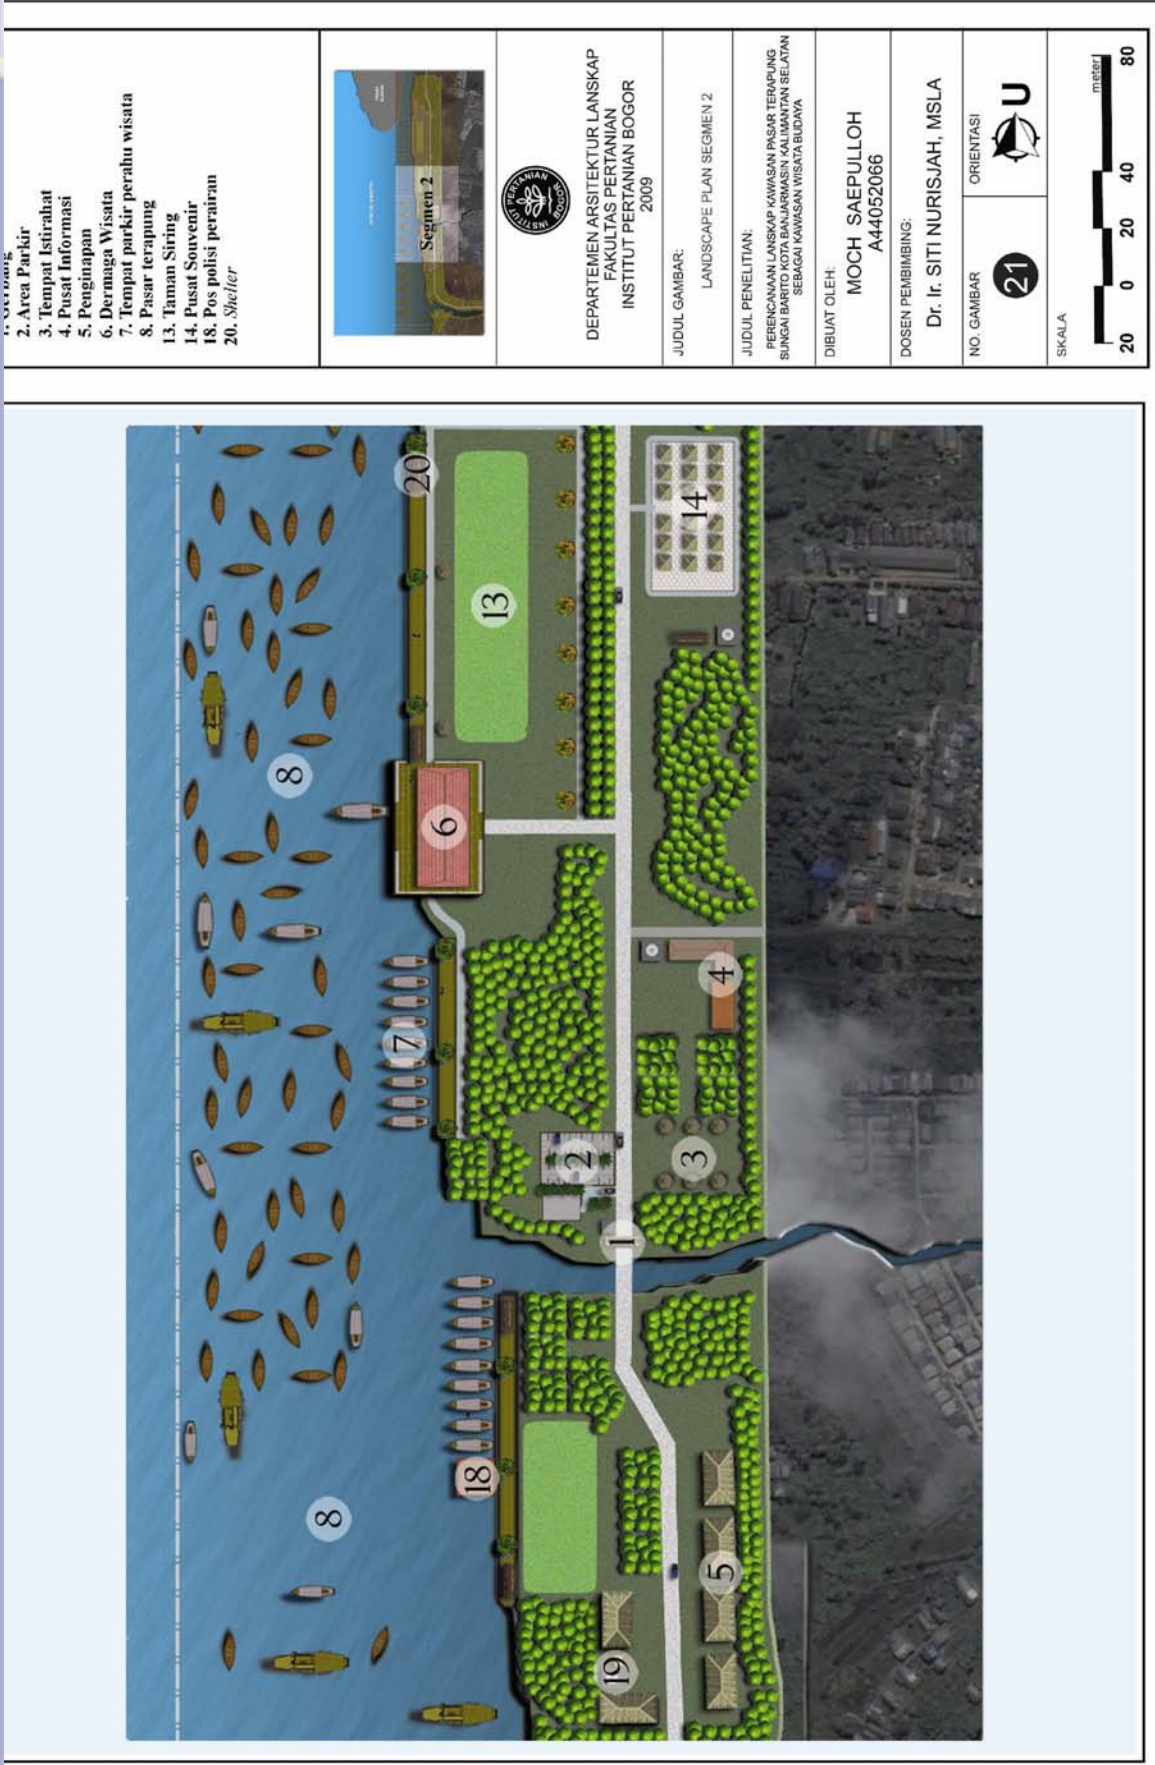 2. Area Parkir
3. Tempat Istirahat
4. Pusat Informasi
5. Penginapan
6. Dermaga Wisata
7. Tempat parkir perahu wisata
8. Pasar terapung
13. Taman Siring
14. Pusat Souvenir
18. Pos polisi perairan
20. Shelter
Segmen 2
INSTITUT PERTANIAN BOGOR
DEPARTEMEN ARSITEKTUR LANSKAP
FAKULTAS PERTANIAN
INSTITUT PERTANIAN BOGOR
2009
JUDUL GAMBAR:
LANDSCAPE PLAN SEGMEN 2
JUDUL PENELITIAN:
PERENCANAAN LANSKAP KAWASAN PASAR TERAPUNG
SUNGAI BARITO KOTA BANJARMASIN KALIMANTAN SELATAN
SEBAGAI KAWASAN WISATA BUDAYA
DIBUAT OLEH:
MOCH SAEPULLOH
A44052066
DOSEN PEMBIMBING:
Dr. Ir. SITI NURISJAH, MSLA
NO. GAMBAR
21
ORIENTASI
U
SKALA
meter
20 0 20 40 80
8
8
20
13
14
6
7
4
2
3
1
18
5
19